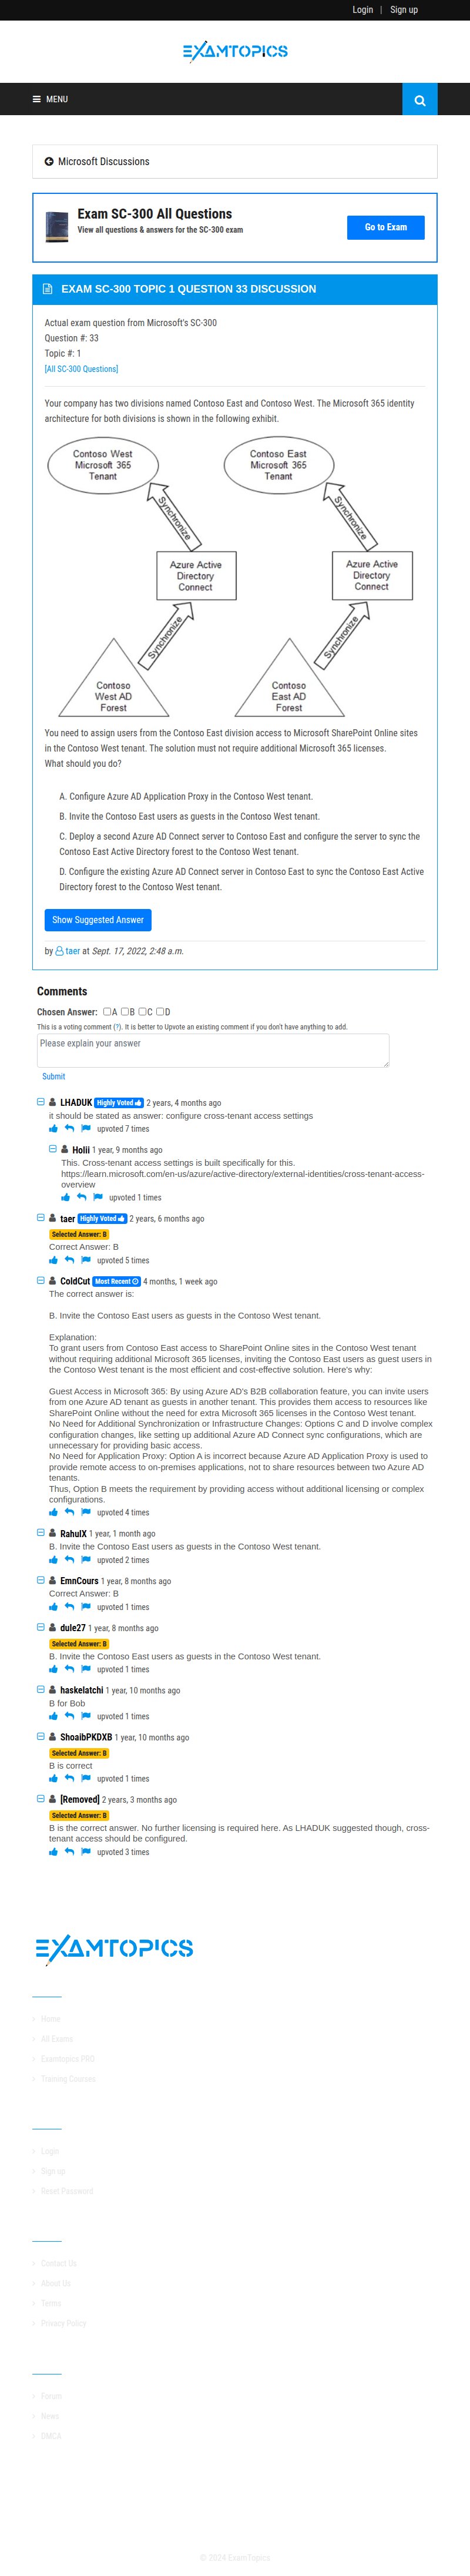 Login | Sign up
EXAMTOPICS
MENU
Microsoft Discussions
Exam SC-300 All Questions
View all questions & answers for the SC-300 exam
Go to Exam
EXAM SC-300 TOPIC 1 QUESTION 33 DISCUSSION
Actual exam question from Microsoft's SC-300
Question #: 33
Topic #: 1
[All SC-300 Questions]
Your company has two divisions named Contoso East and Contoso West. The Microsoft 365 identity
architecture for both divisions is shown in the following exhibit.
Contoso West
Microsoft 365
Tenant
Contoso East
Microsoft 365
Tenant
Synchronize
Synchronize
Azure Active
Directory
Connect
Azure Active
Directory
Connect
Synchronize
Synchronize
Contoso
West AD
Forest
Contoso
East AD
Forest
You need to assign users from the Contoso East division access to Microsoft SharePoint Online sites
in the Contoso West tenant. The solution must not require additional Microsoft 365 licenses.
What should you do?
A. Configure Azure AD Application Proxy in the Contoso West tenant.
B. Invite the Contoso East users as guests in the Contoso West tenant.
C. Deploy a second Azure AD Connect server to Contoso East and configure the server to sync the
Contoso East Active Directory forest to the Contoso West tenant.
D. Configure the existing Azure AD Connect server in Contoso East to sync the Contoso East Active
Directory forest to the Contoso West tenant.
Show Suggested Answer
by taer at Sept. 17, 2022, 2:48 a.m.
Comments
Chosen Answer: A B C D
This is a voting comment (?). It is better to Upvote an existing comment if you don't have anything to add.
Please explain your answer
Submit
LHADUK Highly Voted 2 years, 4 months ago
it should be stated as answer: configure cross-tenant access settings
upvoted 7 times
Holii 1 year, 9 months ago
This. Cross-tenant access settings is built specifically for this.
https://learn.microsoft.com/en-us/azure/active-directory/external-identities/cross-tenant-access-
overview
upvoted 1 times
taer Highly Voted 2 years, 6 months ago
Selected Answer: B
Correct Answer: B
upvoted 5 times
ColdCut Most Recent 4 months, 1 week ago
The correct answer is:
B. Invite the Contoso East users as guests in the Contoso West tenant.
Explanation:
To grant users from Contoso East access to SharePoint Online sites in the Contoso West tenant
without requiring additional Microsoft 365 licenses, inviting the Contoso East users as guest users in
the Contoso West tenant is the most efficient and cost-effective solution. Here's why:
Guest Access in Microsoft 365: By using Azure AD's B2B collaboration feature, you can invite users
from one Azure AD tenant as guests in another tenant. This provides them access to resources like
SharePoint Online without the need for extra Microsoft 365 licenses in the Contoso West tenant.
No Need for Additional Synchronization or Infrastructure Changes: Options C and D involve complex
configuration changes, like setting up additional Azure AD Connect sync configurations, which are
unnecessary for providing basic access.
No Need for Application Proxy: Option A is incorrect because Azure AD Application Proxy is used to
provide remote access to on-premises applications, not to share resources between two Azure AD
tenants.
Thus, Option B meets the requirement by providing access without additional licensing or complex
configurations.
upvoted 4 times
RahulX 1 year, 1 month ago
B. Invite the Contoso East users as guests in the Contoso West tenant.
upvoted 2 times
EmnCours 1 year, 8 months ago
Correct Answer: B
upvoted 1 times
dule27 1 year, 8 months ago
Selected Answer: B
B. Invite the Contoso East users as guests in the Contoso West tenant.
upvoted 1 times
haskelatchi 1 year, 10 months ago
B for Bob
upvoted 1 times
ShoaibPKDXB 1 year, 10 months ago
Selected Answer: B
B is correct
upvoted 1 times
[Removed] 2 years, 3 months ago
Selected Answer: B
B is the correct answer. No further licensing is required here. As LHADUK suggested though, cross-
tenant access should be configured.
upvoted 3 times
EXAMTOPICS
Home
All Exams
Examtopics PRO
Training Courses
Login
Sign up
Reset Password
Contact Us
About Us
Terms
Privacy Policy
Forum
News
DMCA
© 2024 ExamTopics